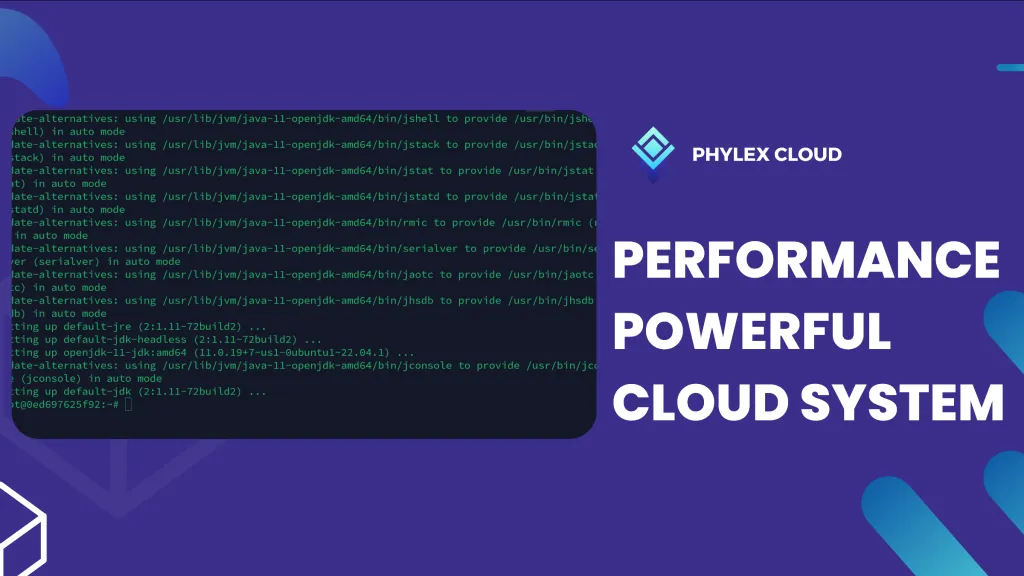 date-alternatives: using /usr/lib/jvm/java-11-openjdk-amd64/bin/jshell to provide /usr/bin/jshe
shell) in auto mode
date-alternatives: using /usr/lib/jvm/java-11-openjdk-amd64/bin/jstack to provide /usr/bin/jstac
stack) in auto mode
date-alternatives: using /usr/lib/jvm/java-11-openjdk-amd64/bin/jstat to provide /usr/bin/jstat
at) in auto mode
date-alternatives: using /usr/lib/jvm/java-11-openjdk-amd64/bin/jstatd to provide /usr/bin/jstat
statd) in auto mode
date-alternatives: using /usr/lib/jvm/java-11-openjdk-amd64/bin/rmic to provide /usr/bin/rmic (r
in auto mode
date-alternatives: using /usr/lib/jvm/java-11-openjdk-amd64/bin/serialver to provide /usr/bin/se
ver (serialver) in auto mode
date-alternatives: using /usr/lib/jvm/java-11-openjdk-amd64/bin/jaotc to provide /usr/bin/jaotc
tc) in auto mode
date-alternatives: using /usr/lib/jvm/java-11-openjdk-amd64/bin/jhsdb to provide /usr/bin/jhsdb
db) in auto mode
tting up default-jre (2:1.11-72build2) ...
tting up default-jdk-headless (2:1.11-72build2) ...
tting up openjdk-11-jdk:amd64 (11.0.19+7~us1-0ubuntu1~22.04.1) ...
date-alternatives: using /usr/lib/jvm/java-11-openjdk-amd64/bin/jconsole to provide /usr/bin/jco
e (jconsole) in auto mode
tting up default-jdk (2:1.11-72build2) ...
ot@0ed697625f92:~#
PHYLEX CLOUD
PERFORMANCE
POWERFUL
CLOUD SYSTEM